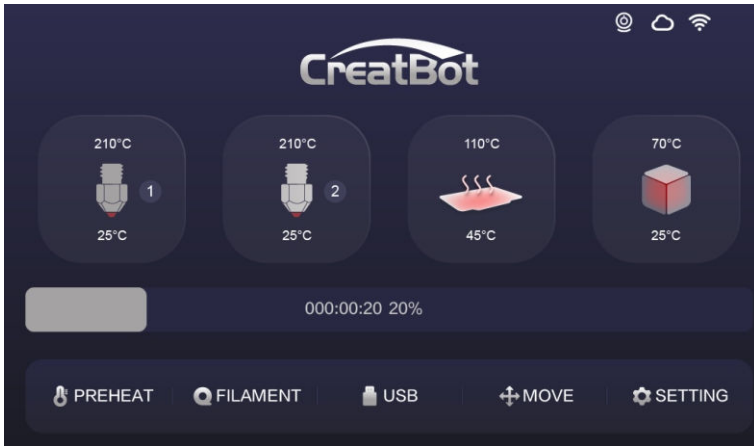 CreatBot
210°C 210°C 110°C 70°C
1 2
25°C 25°C 45°C 25°C
000:00:20 20%
PREHEAT FILAMENT USB MOVE SETTING